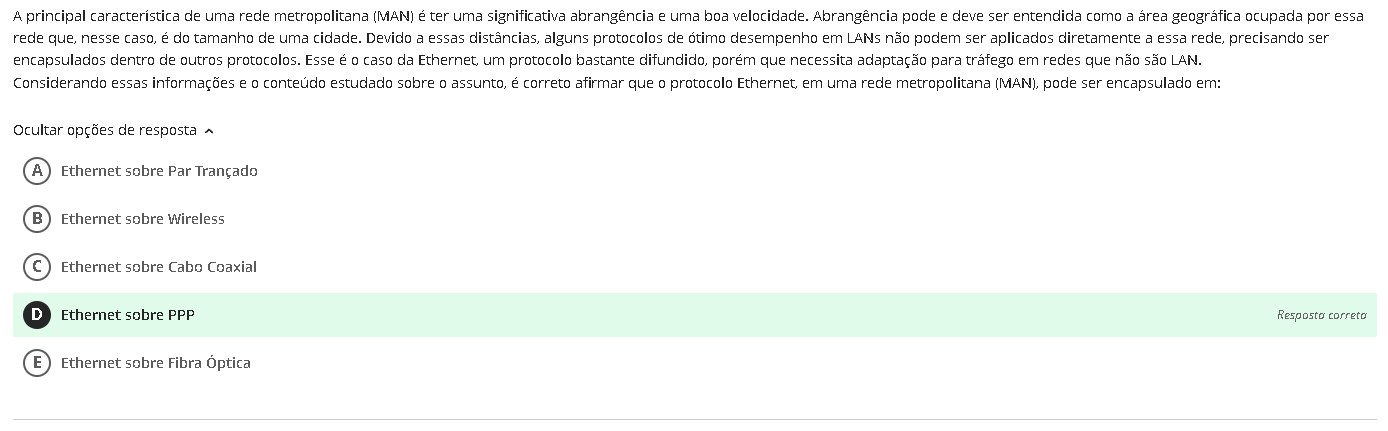 A principal característica de uma rede metropolitana (MAN) é ter uma significativa abrangência e uma boa velocidade. Abrangência pode e deve ser entendida como a área geográfica ocupada por essa
rede que, nesse caso, é do tamanho de uma cidade. Devido a essas distâncias, alguns protocolos de ótimo desempenho em LANs não podem ser aplicados diretamente a essa rede, precisando ser
encapsulados dentro de outros protocolos. Esse é o caso da Ethernet, um protocolo bastante difundido, porém que necessita adaptação para tráfego em redes que não são LAN.
Considerando essas informações e o conteúdo estudado sobre o assunto, é correto afirmar que o protocolo Ethernet, em uma rede metropolitana (MAN), pode ser encapsulado em:
Ocultar opções de resposta
A Ethernet sobre Par Trançado
B Ethernet sobre Wireless
C Ethernet sobre Cabo Coaxial
D Ethernet sobre PPP Resposta correta
E Ethernet sobre Fibra Óptica